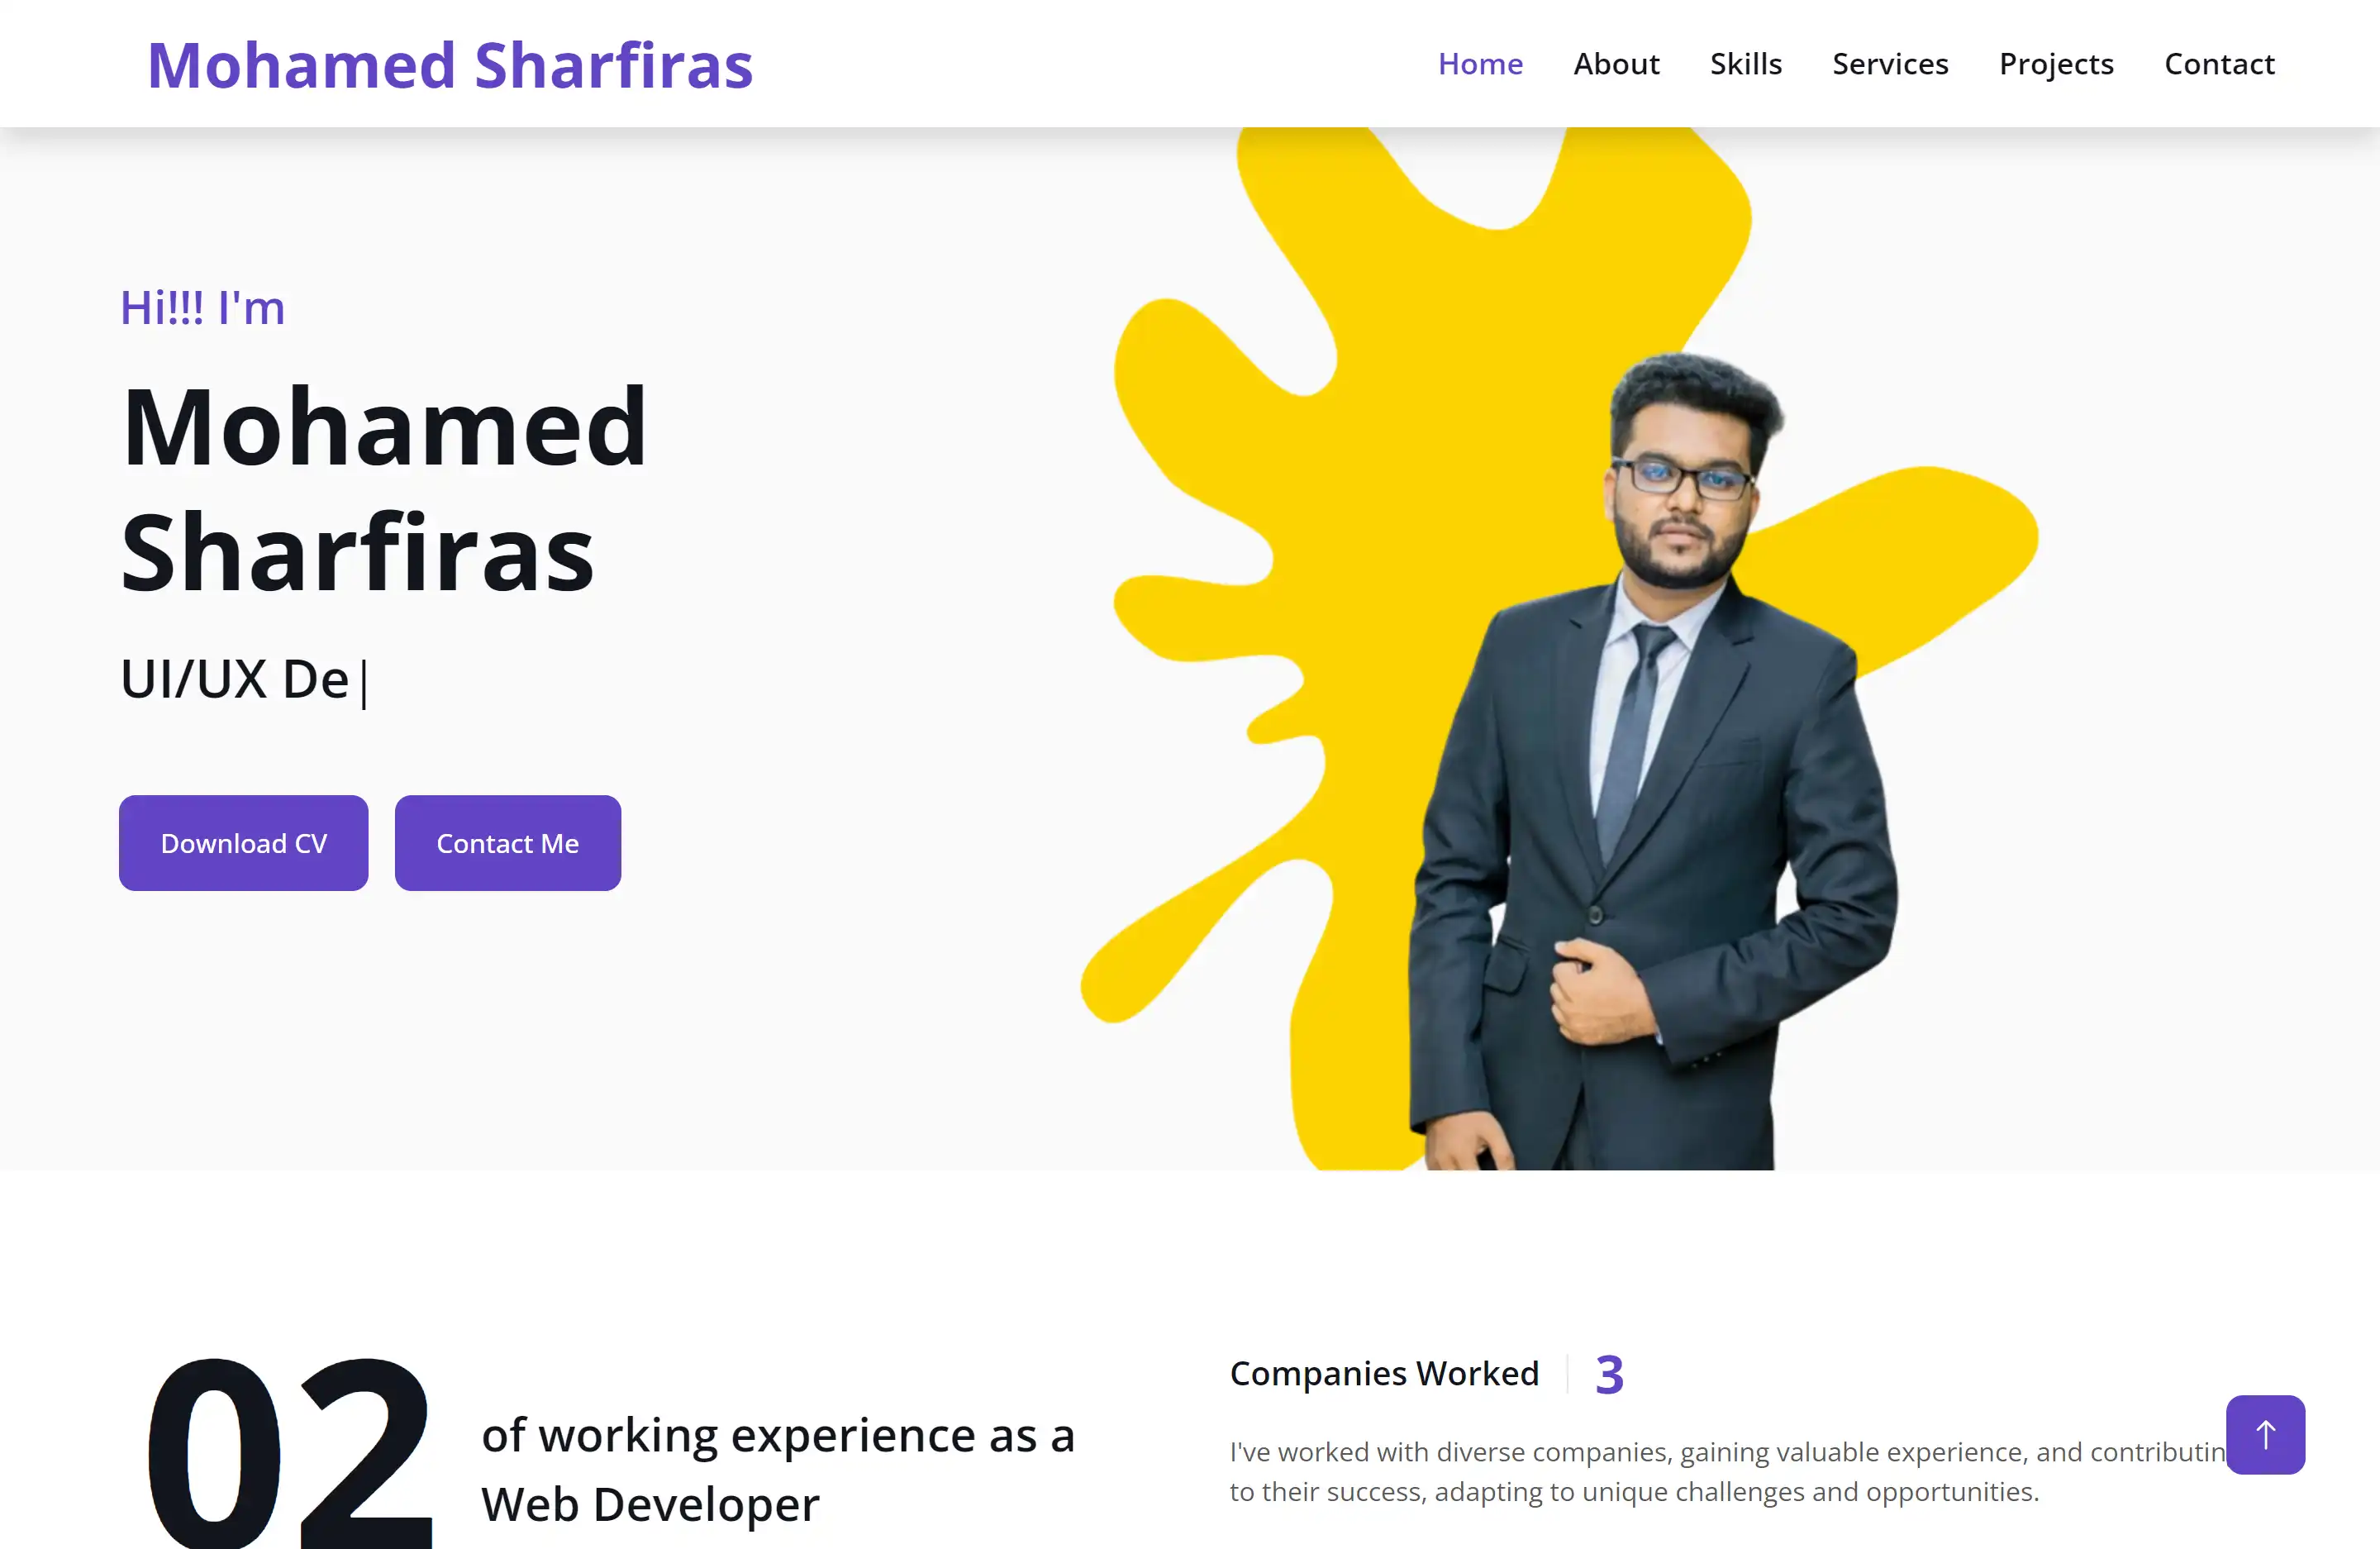 Mohamed Sharfiras
Home About Skills Services Projects Contact
Hi!!! I'm
Mohamed
Sharfiras
UI/UX De
Download CV Contact Me
02
of working experience as a
Web Developer
Companies Worked 3
I've worked with diverse companies, gaining valuable experience, and contributin
to their success, adapting to unique challenges and opportunities.